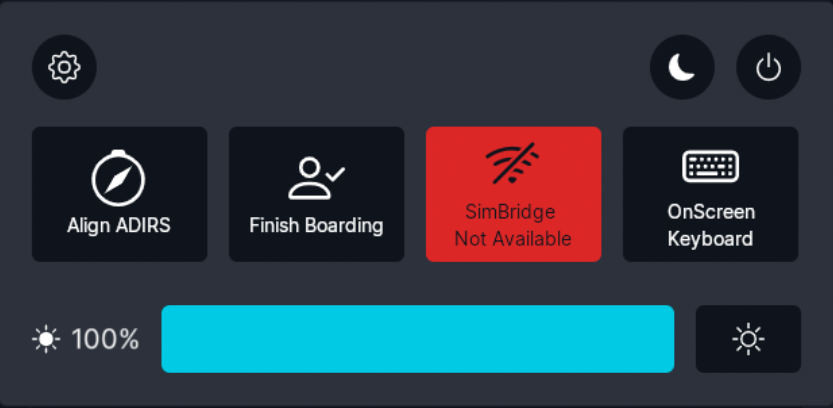 Align ADIRS
Finish Boarding
SimBridge
Not Available
OnScreen
Keyboard
100%